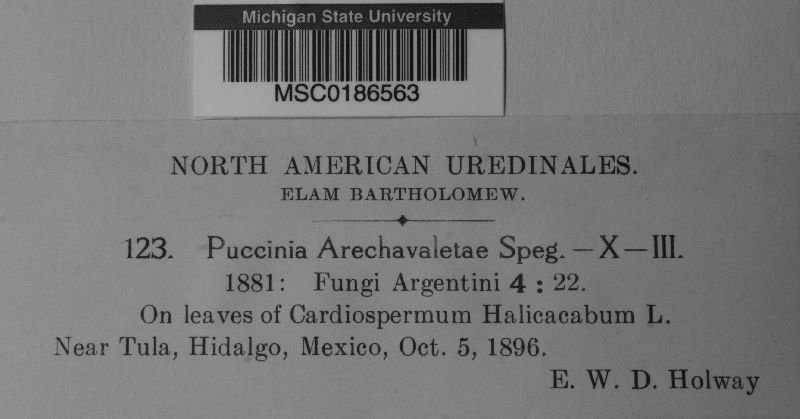 Michigan State University
MSC0186563
NORTH AMERICAN UREDINALES.
ELAM BARTHOLOMEW.
123. Puccinia Arechavaletae Speg. — X — III.
1881: Fungi Argentini 4 : 22.
On leaves of Cardiospermum Halicacabum L.
Near Tula, Hidalgo, Mexico, Oct. 5, 1896.
E. W. D. Holway